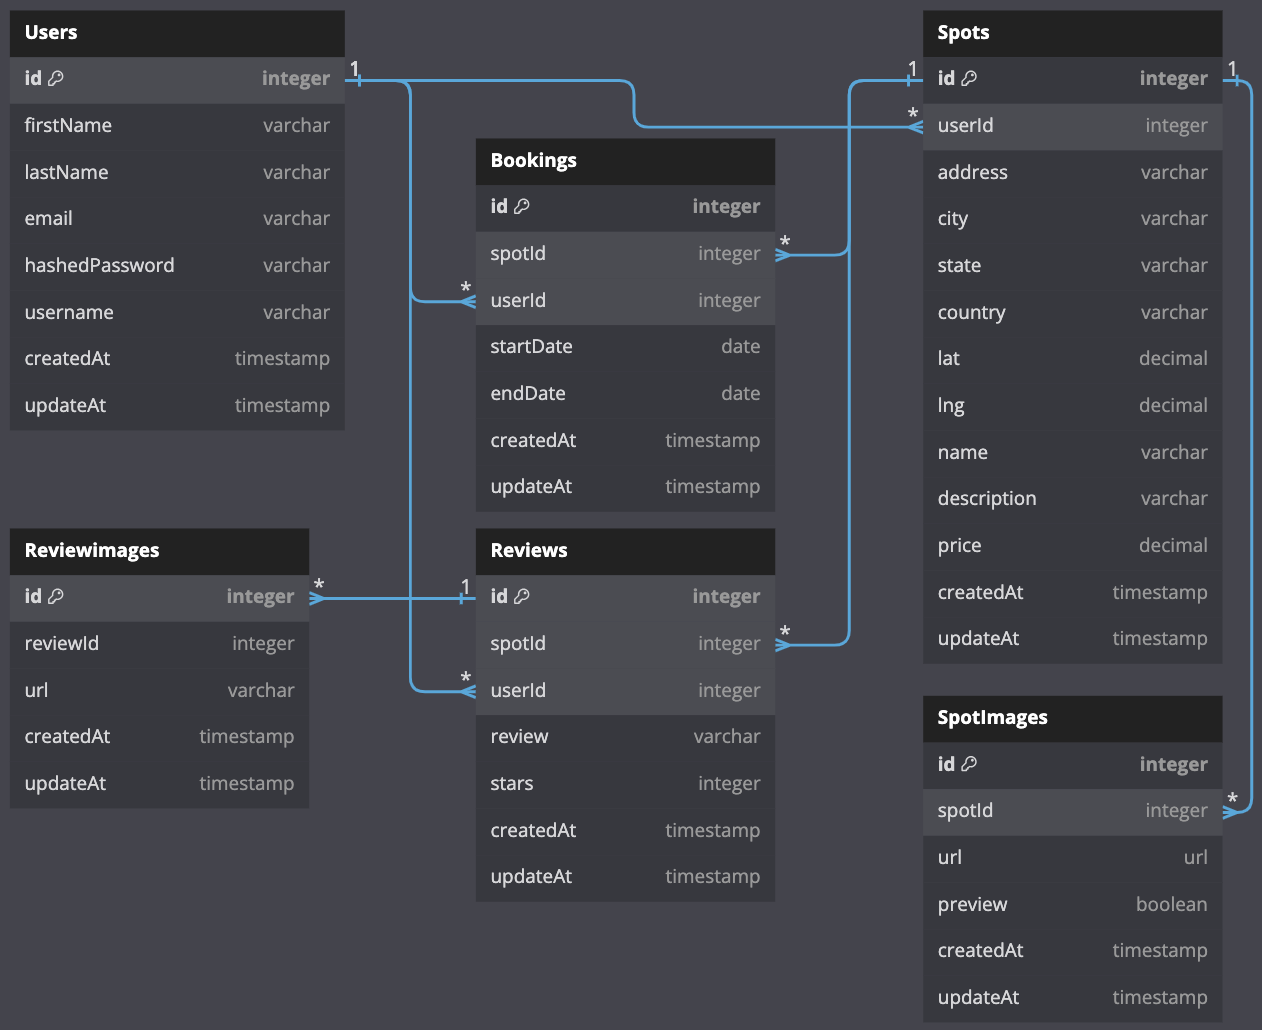 Users
id integer
firstName varchar
lastName varchar
email varchar
hashedPassword varchar
username varchar
createdAt timestamp
updateAt timestamp
1
*
*
*
Bookings
id integer
spotId integer
userId integer
startDate date
endDate date
createdAt timestamp
updateAt timestamp
*
Spots
id integer
userId integer
address varchar
city varchar
state varchar
country varchar
lat decimal
lng decimal
name varchar
description varchar
price decimal
createdAt timestamp
updateAt timestamp
1
1
Reviewimages
id integer
reviewId integer
url varchar
createdAt timestamp
updateAt timestamp
*
1
Reviews
id integer
spotId integer
userId integer
review varchar
stars integer
createdAt timestamp
updateAt timestamp
*
SpotImages
id integer
spotId integer
url url
preview boolean
createdAt timestamp
updateAt timestamp
*